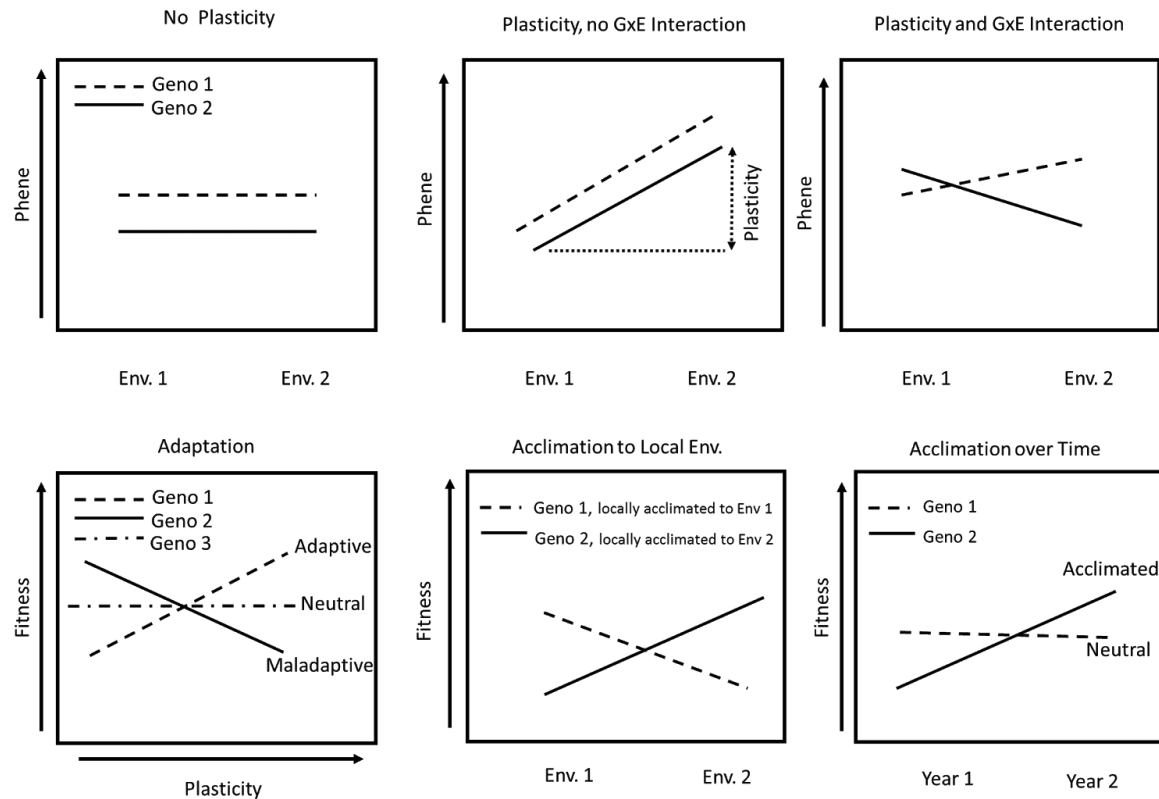 No Plasticity
Plasticity, no GxE Interaction
Plasticity and GxE Interaction
Geno 1
Geno 2
Phene
Phene
Plasticity
Phene
Env. 1
Env. 2
Env. 1
Env. 2
Env. 1
Env. 2
Adaptation
Acclimation to Local Env.
Acclimation over Time
Geno 1
Geno 2
Geno 3
Adaptive
Neutral
Maladaptive
Fitness
Plasticity
Geno 1, locally acclimated to Env 1
Geno 2, locally acclimated to Env 2
Fitness
Env. 1
Env. 2
Geno 1
Geno 2
Acclimated
Neutral
Fitness
Year 1
Year 2